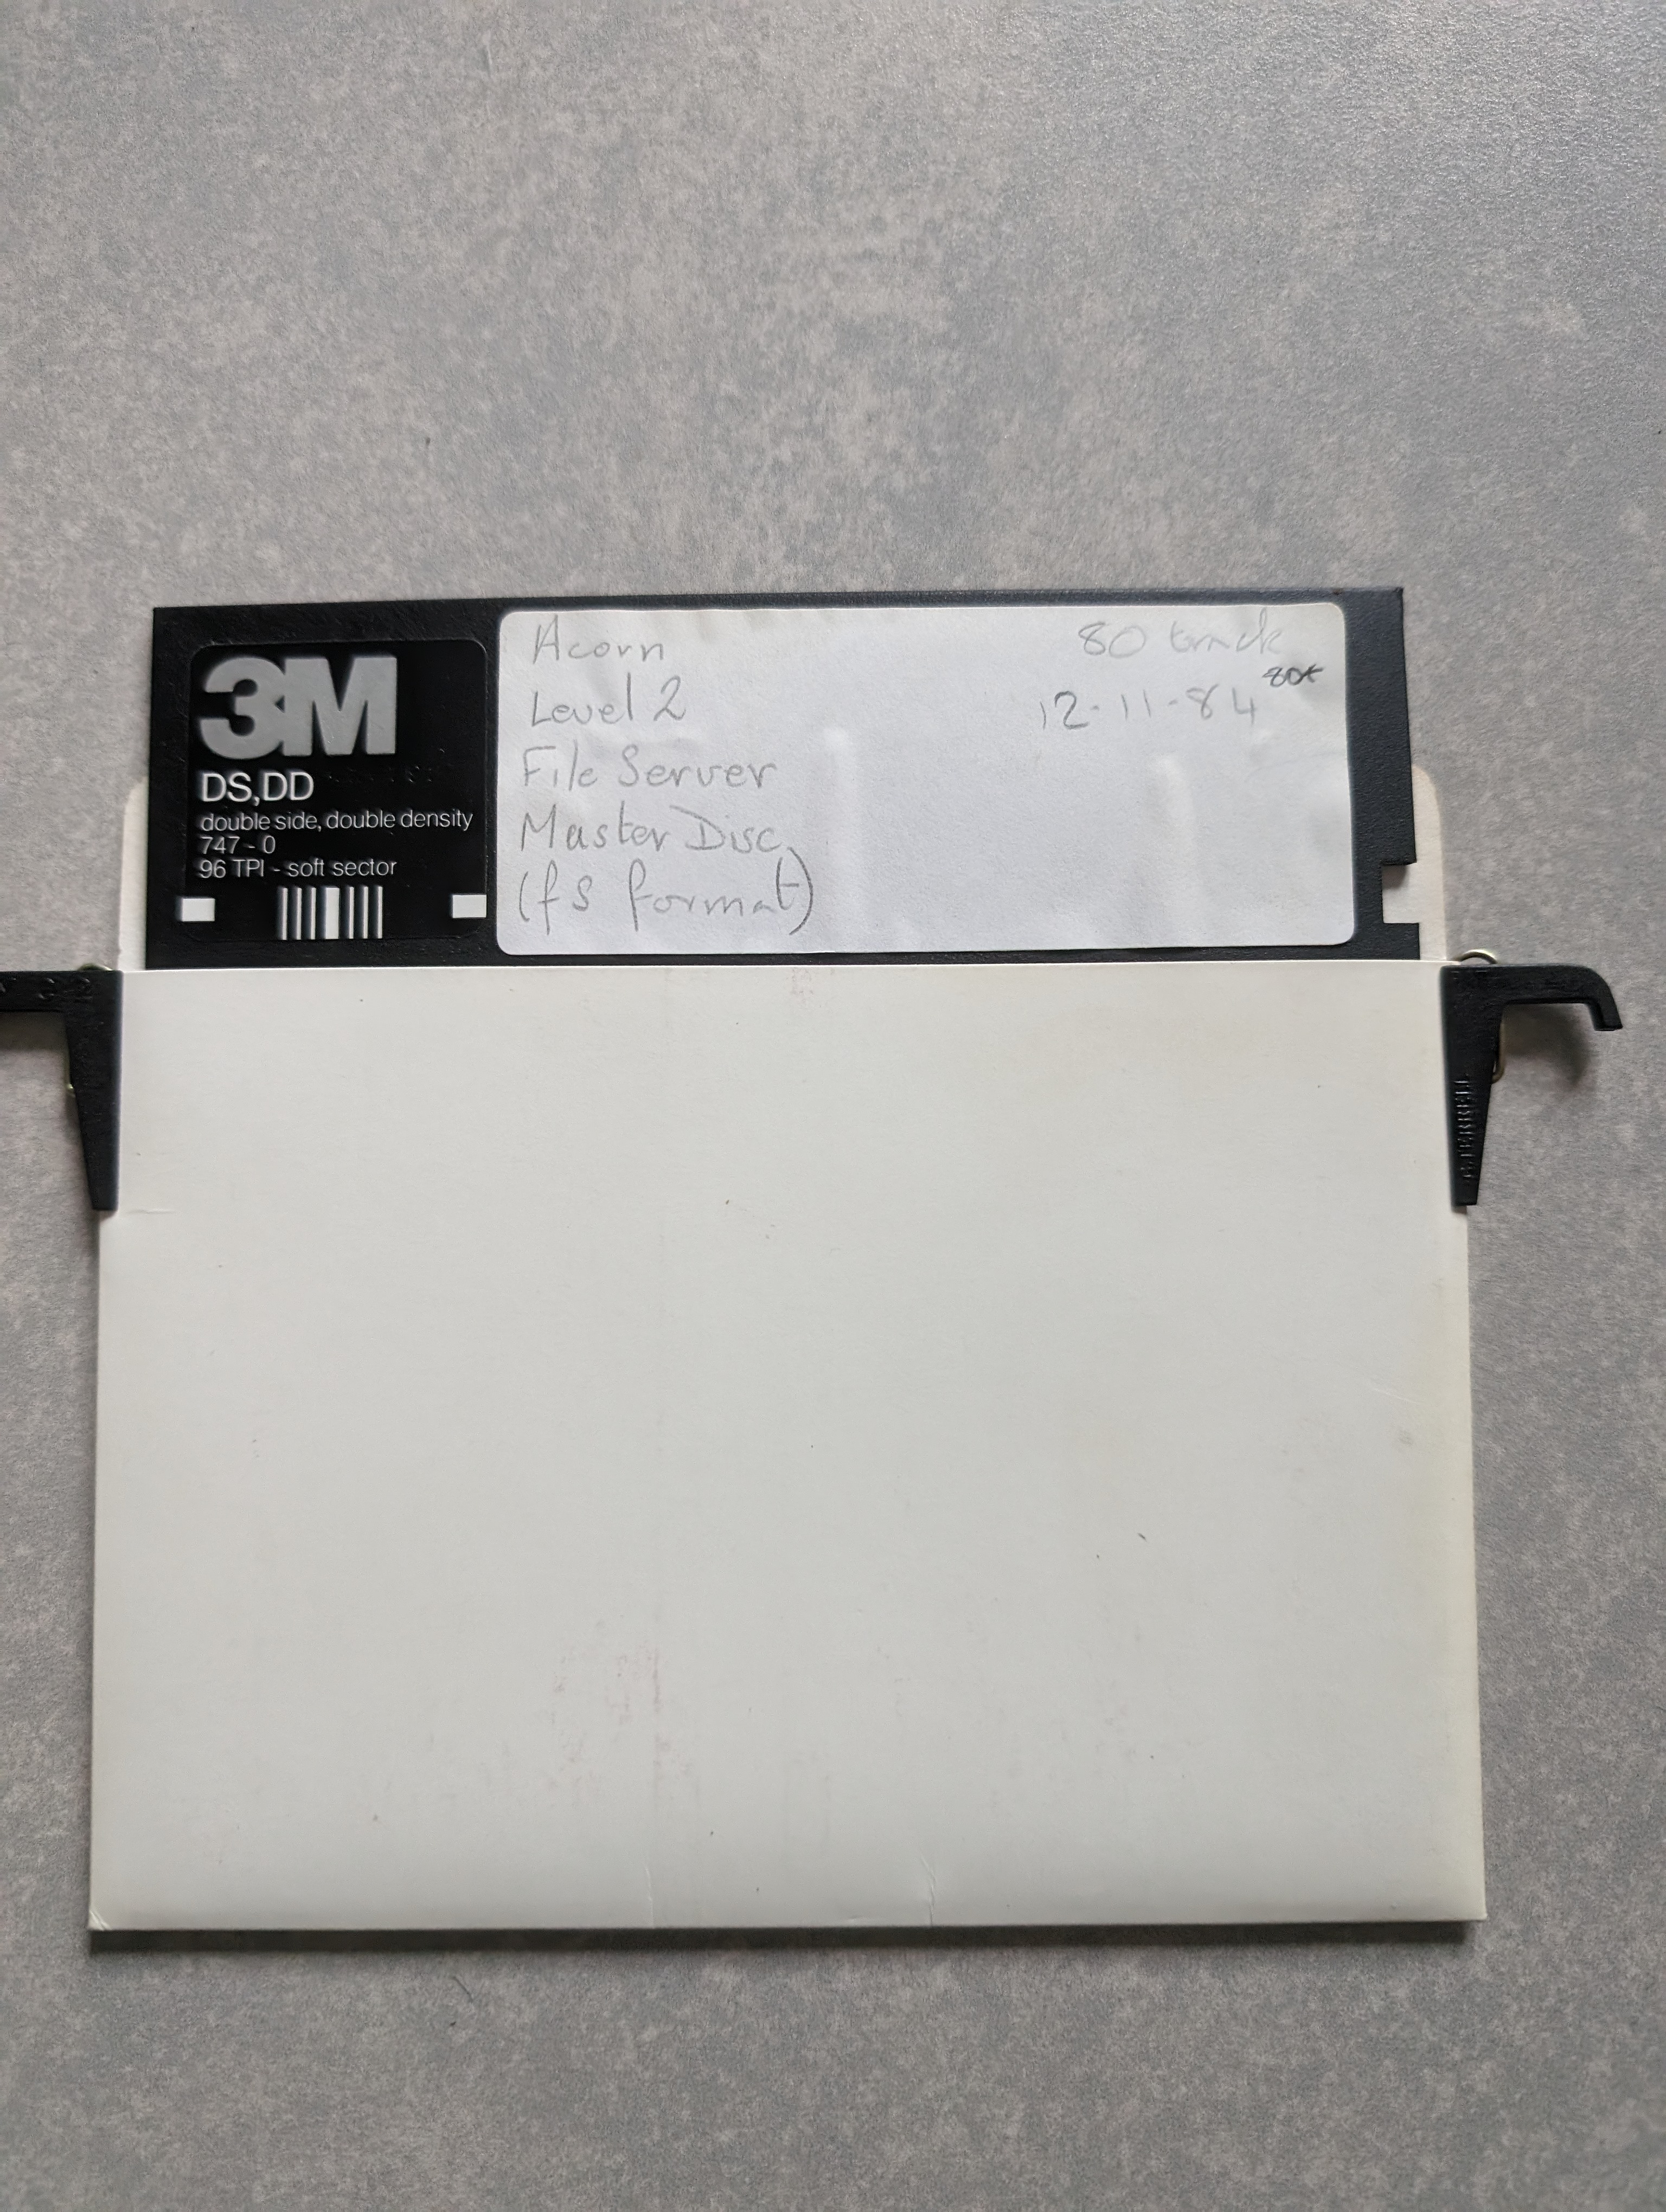 3M
DS,DD
double side, double density
747 - 0
96 TPI - soft sector
Acorn
Level 2
File Server
Master Disc
(fs format)
80 track
80t
12-11-84